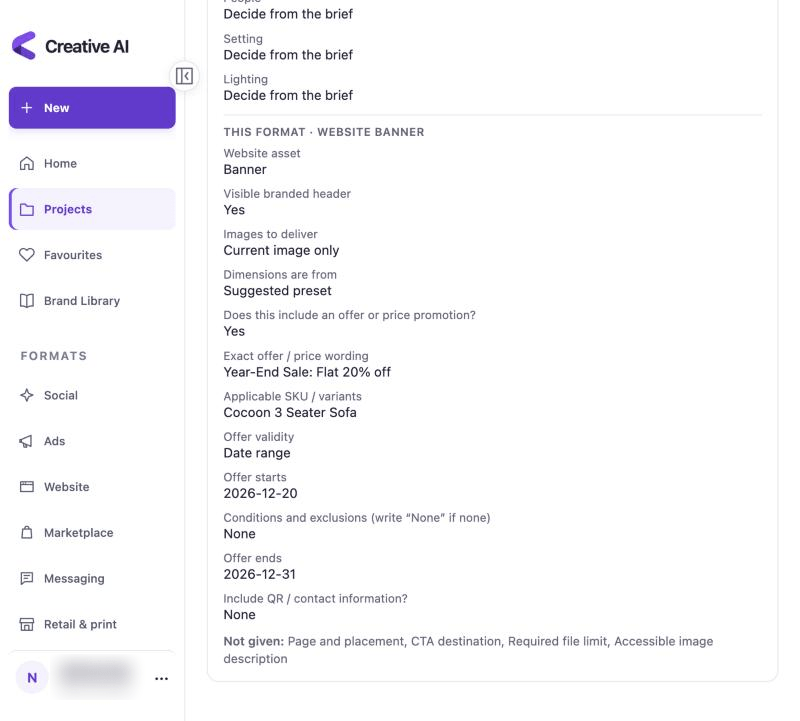 Creative AI
New
Home
Projects
Favourites
Brand Library
FORMATS
Social
Ads
Website
Marketplace
Messaging
Retail & print
N
Decide from the brief
Setting
Decide from the brief
Lighting
Decide from the brief
THIS FORMAT · WEBSITE BANNER
Website asset
Banner
Visible branded header
Yes
Images to deliver
Current image only
Dimensions are from
Suggested preset
Does this include an offer or price promotion?
Yes
Exact offer / price wording
Year-End Sale: Flat 20% off
Applicable SKU / variants
Cocoon 3 Seater Sofa
Offer validity
Date range
Offer starts
2026-12-20
Conditions and exclusions (write “None” if none)
None
Offer ends
2026-12-31
Include QR / contact information?
None
Not given: Page and placement, CTA destination, Required file limit, Accessible image
description